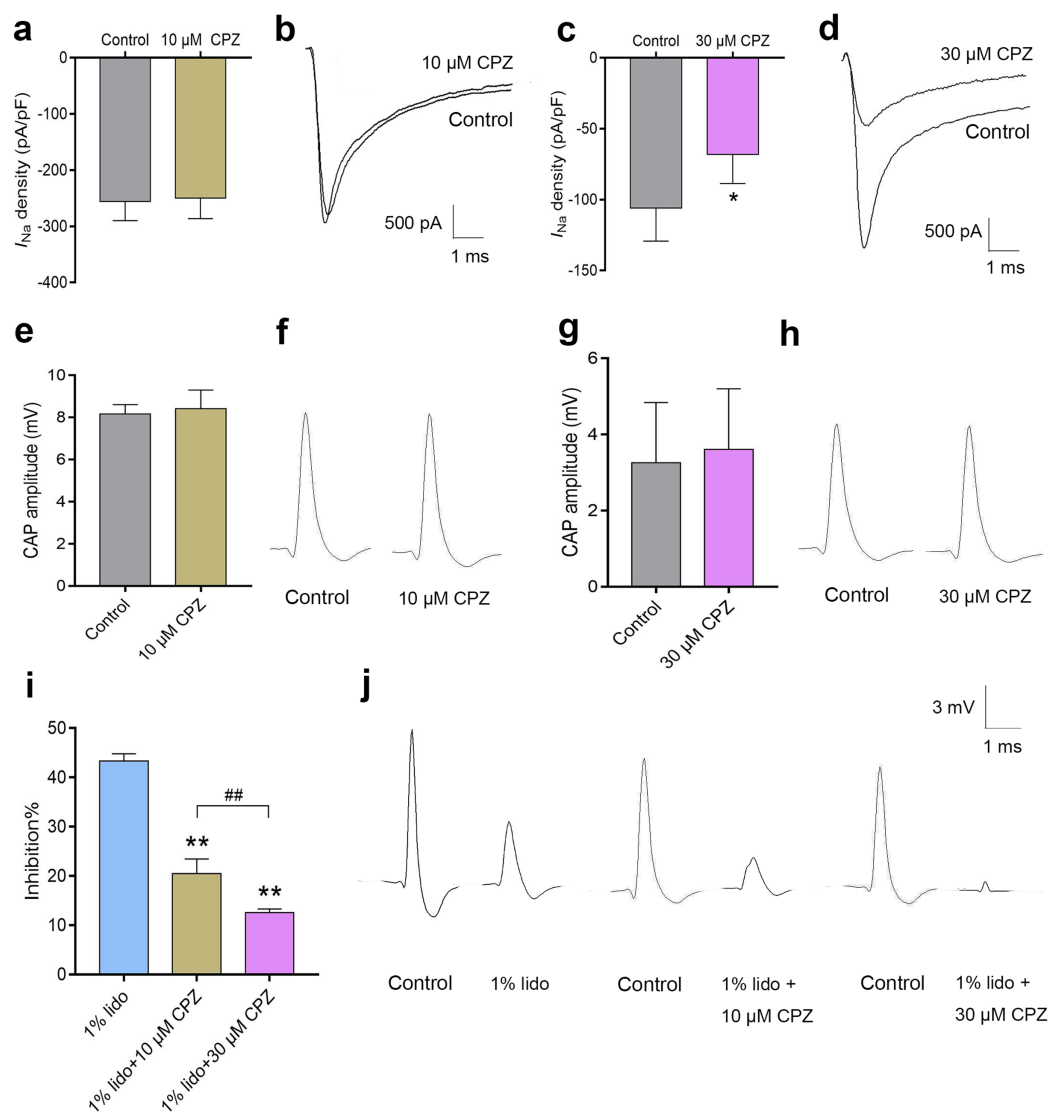 a
Control
10 µM CPZ
0
-100
-200
-300
-400
INa density (pA/pF)
b
10 µM CPZ
Control
500 pA
1 ms
c
Control
30 µM CPZ
0
-50
-100
-150
INa density (pA/pF)
*
d
30 µM CPZ
Control
500 pA
1 ms
e
10
8
6
4
2
0
CAP amplitude (mV)
Control
10 µM CPZ
f
Control
10 µM CPZ
g
6
4
2
0
CAP amplitude (mV)
Control
30 µM CPZ
h
Control
30 µM CPZ
i
50
40
30
20
10
0
Inhibition%
##
**
**
1% lido
1% lido+10 µM CPZ
1% lido+30 µM CPZ
j
3 mV
1 ms
Control
1% lido
Control
1% lido +
10 µM CPZ
Control
1% lido +
30 µM CPZ